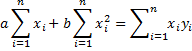 a∑_{i=1}^{n} x_i + b∑_{i=1}^{n} x_i^2 = ∑_{i=1}^{n} x_i y_i